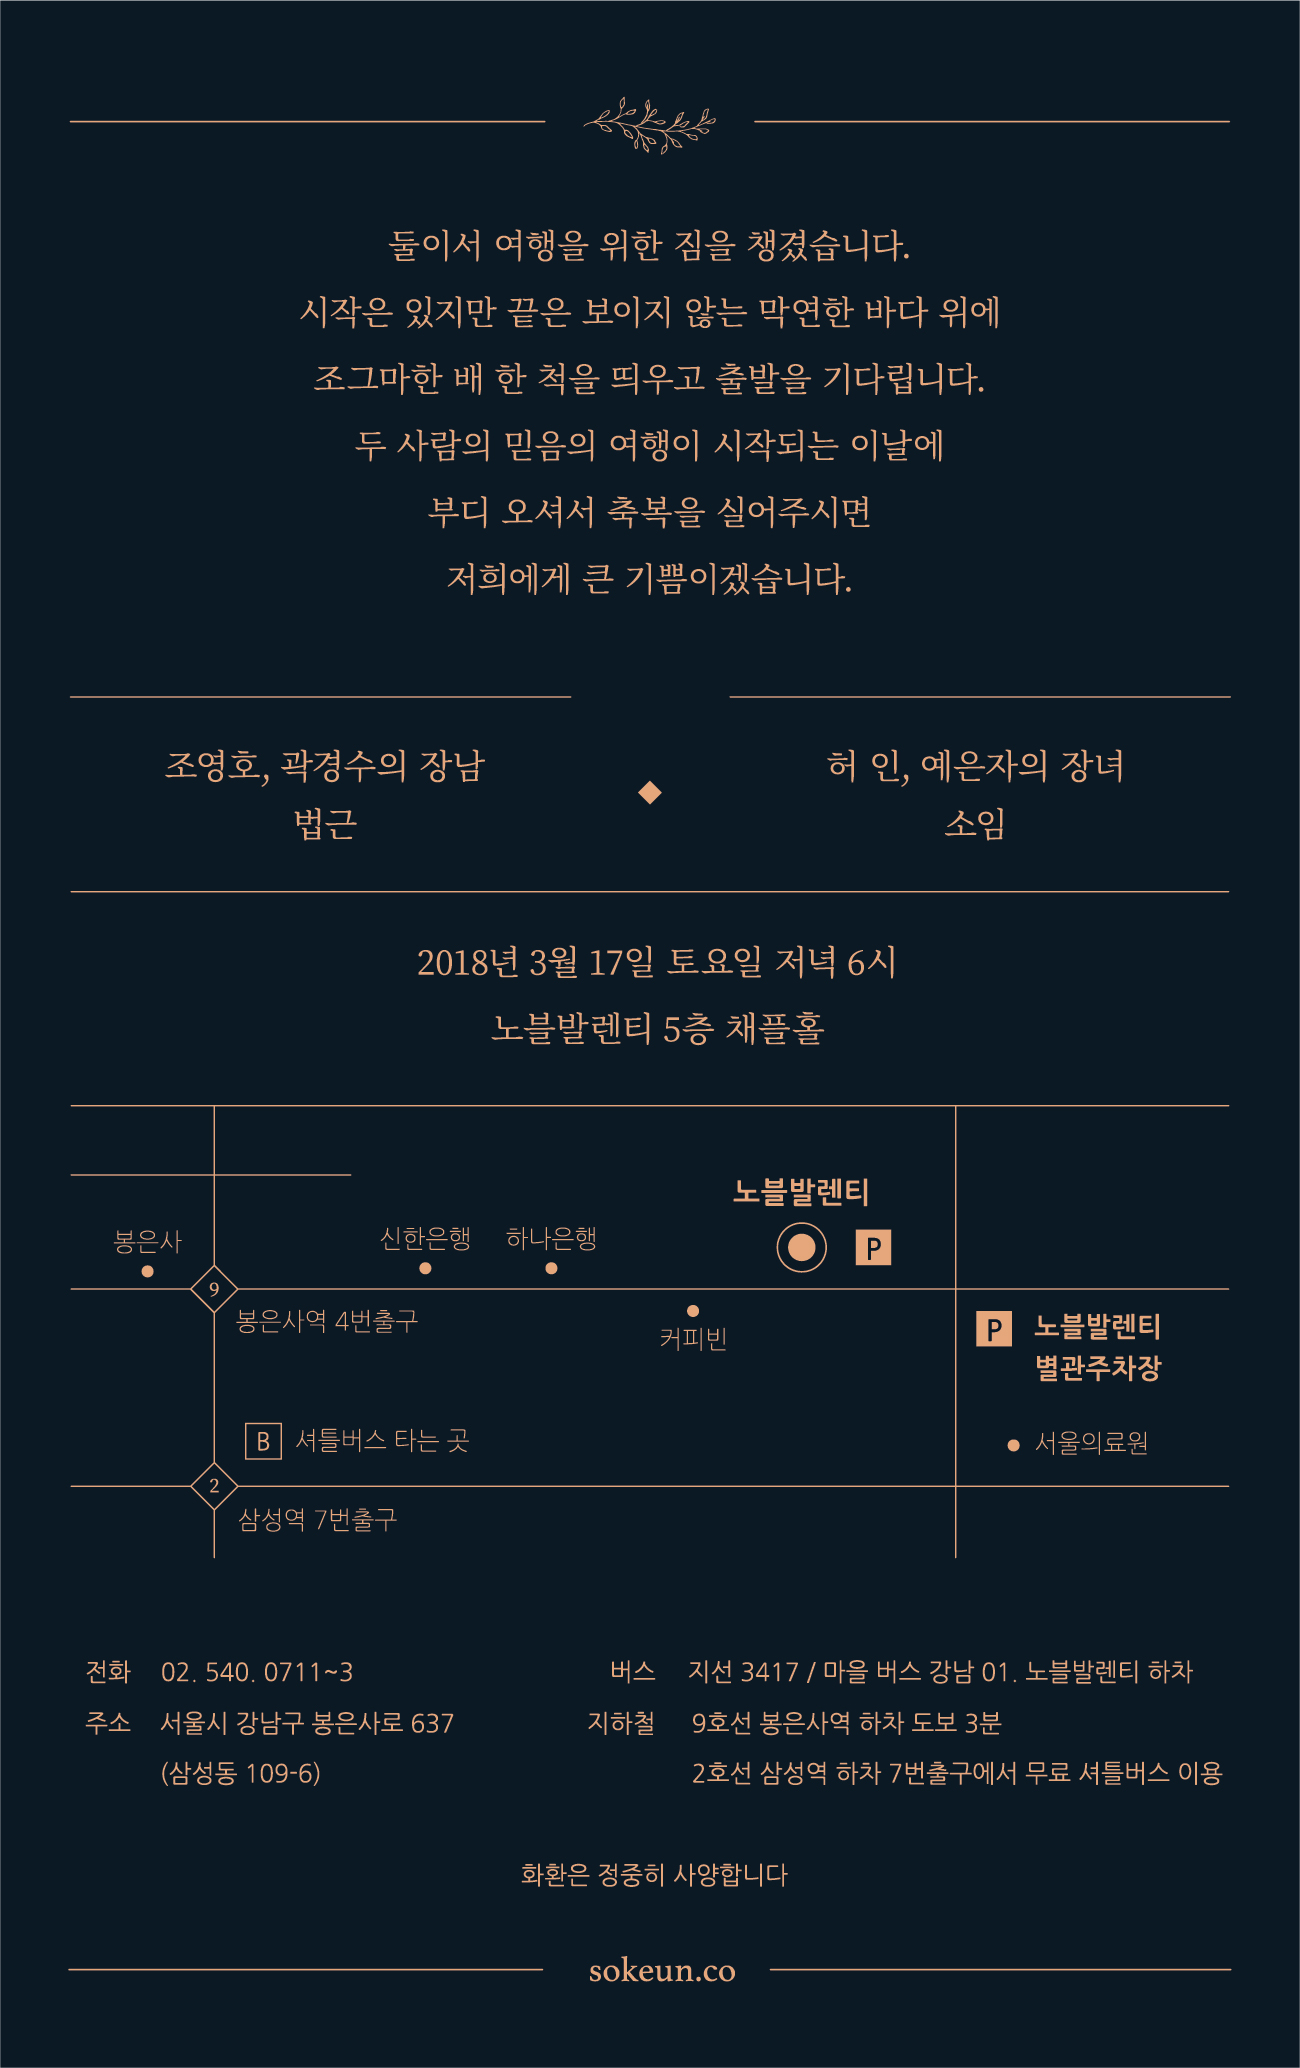 둘이서 여행을 위한 짐을 챙겼습니다.
시작은 있지만 끝은 보이지 않는 막연한 바다 위에
조그마한 배 한 척을 띄우고 출발을 기다립니다.
두 사람의 믿음의 여행이 시작되는 이날에
부디 오셔서 축복을 실어주시면
저희에게 큰 기쁨이겠습니다.
조영호, 곽경수의 장남
법근
허 인, 예은자의 장녀
소임
2018년 3월 17일 토요일 저녁 6시
노블발렌티 5층 채플홀
노블발렌티
P
봉은사
신한은행
하나은행
9
봉은사역 4번출구
커피빈
P 노블발렌티
별관주차장
B 셔틀버스 타는 곳
서울의료원
2
삼성역 7번출구
전화 02. 540. 0711~3
주소 서울시 강남구 봉은사로 637
(삼성동 109-6)
버스 지선 3417 / 마을 버스 강남 01. 노블발렌티 하차
지하철 9호선 봉은사역 하차 도보 3분
2호선 삼성역 하차 7번출구에서 무료 셔틀버스 이용
화환은 정중히 사양합니다
sokeun.co